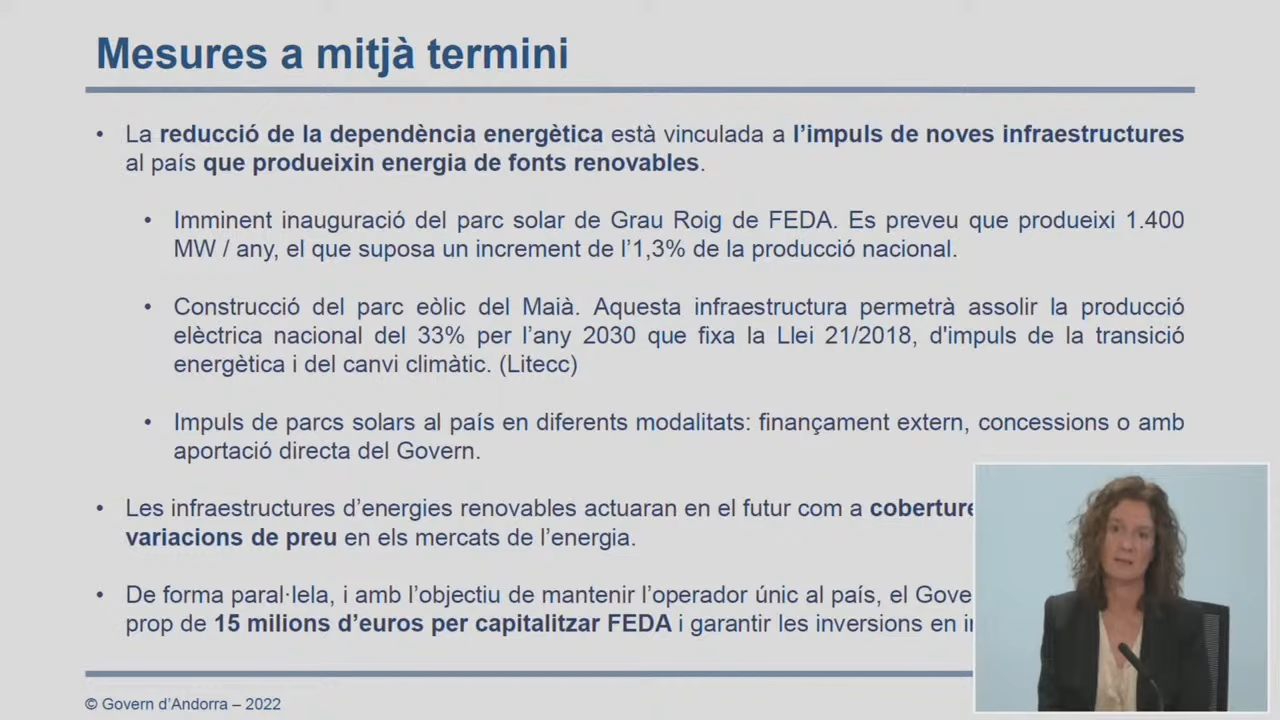 Mesures a mitjà termini
• La reducció de la dependència energètica està vinculada a l’impuls de noves infraestructures
al país que produeixin energia de fonts renovables.
• Imminent inauguració del parc solar de Grau Roig de FEDA. Es preveu que produeixi 1.400
MW / any, el que suposa un increment de l’1,3% de la producció nacional.
• Construcció del parc eòlic del Maià. Aquesta infraestructura permetrà assolir la producció
elèctrica nacional del 33% per l’any 2030 que fixa la Llei 21/2018, d'impuls de la transició
energètica i del canvi climàtic. (Litecc)
• Impuls de parcs solars al país en diferents modalitats: finançament extern, concessions o amb
aportació directa del Govern.
• Les infraestructures d’energies renovables actuaran en el futur com a
variacions de preu en els mercats de l’energia.
• De forma paral·lela, i amb l’objectiu de mantenir l’operador únic al país, el
prop de 15 milions d’euros per capitalitzar FEDA i garantir les inversions en
© Govern d’Andorra – 2022